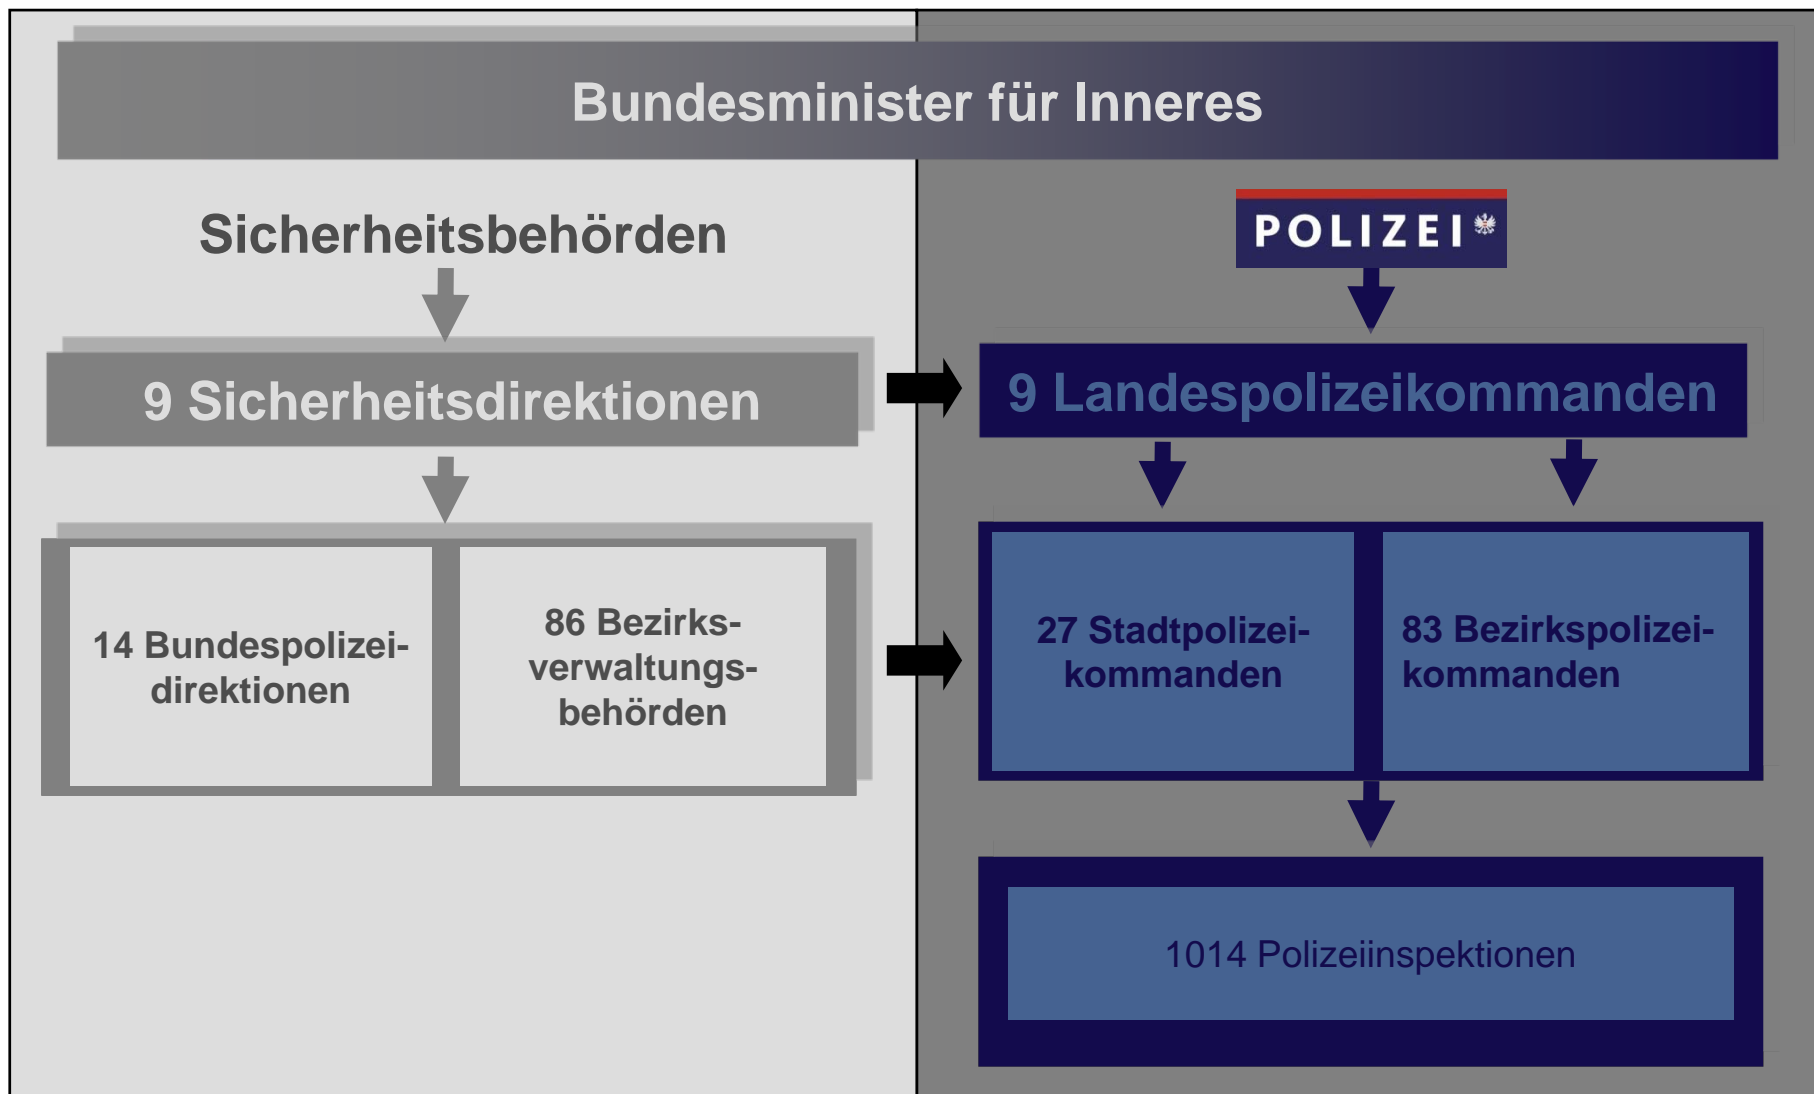 Bundesminister für Inneres
Sicherheitsbehörden
POLIZEI
9 Sicherheitsdirektionen
9 Landespolizeikommanden
14 Bundespolizei-
direktionen
86 Bezirks-
verwaltungs-
behörden
27 Stadtpolizei-
kommanden
83 Bezirkspolizei-
kommanden
1014 Polizeiinspektionen